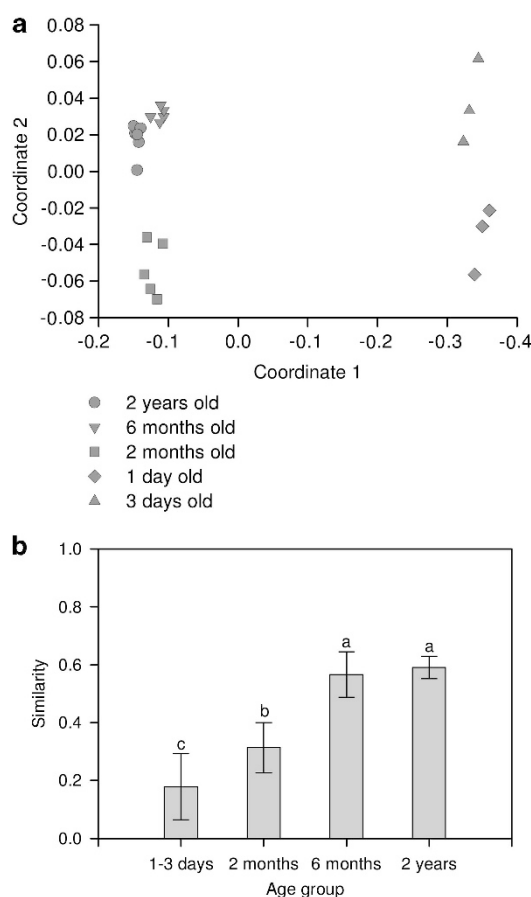 a
0.08
0.06
0.04
0.02
0.00
-0.02
-0.04
-0.06
-0.08
Coordinate 2
-0.2 -0.1 0.0 -0.1 -0.2 -0.3 -0.4
Coordinate 1
2 years old
6 months old
2 months old
1 day old
3 days old
b
1.0
0.8
0.6
0.4
0.2
0.0
Similarity
c b a a
1-3 days 2 months 6 months 2 years
Age group